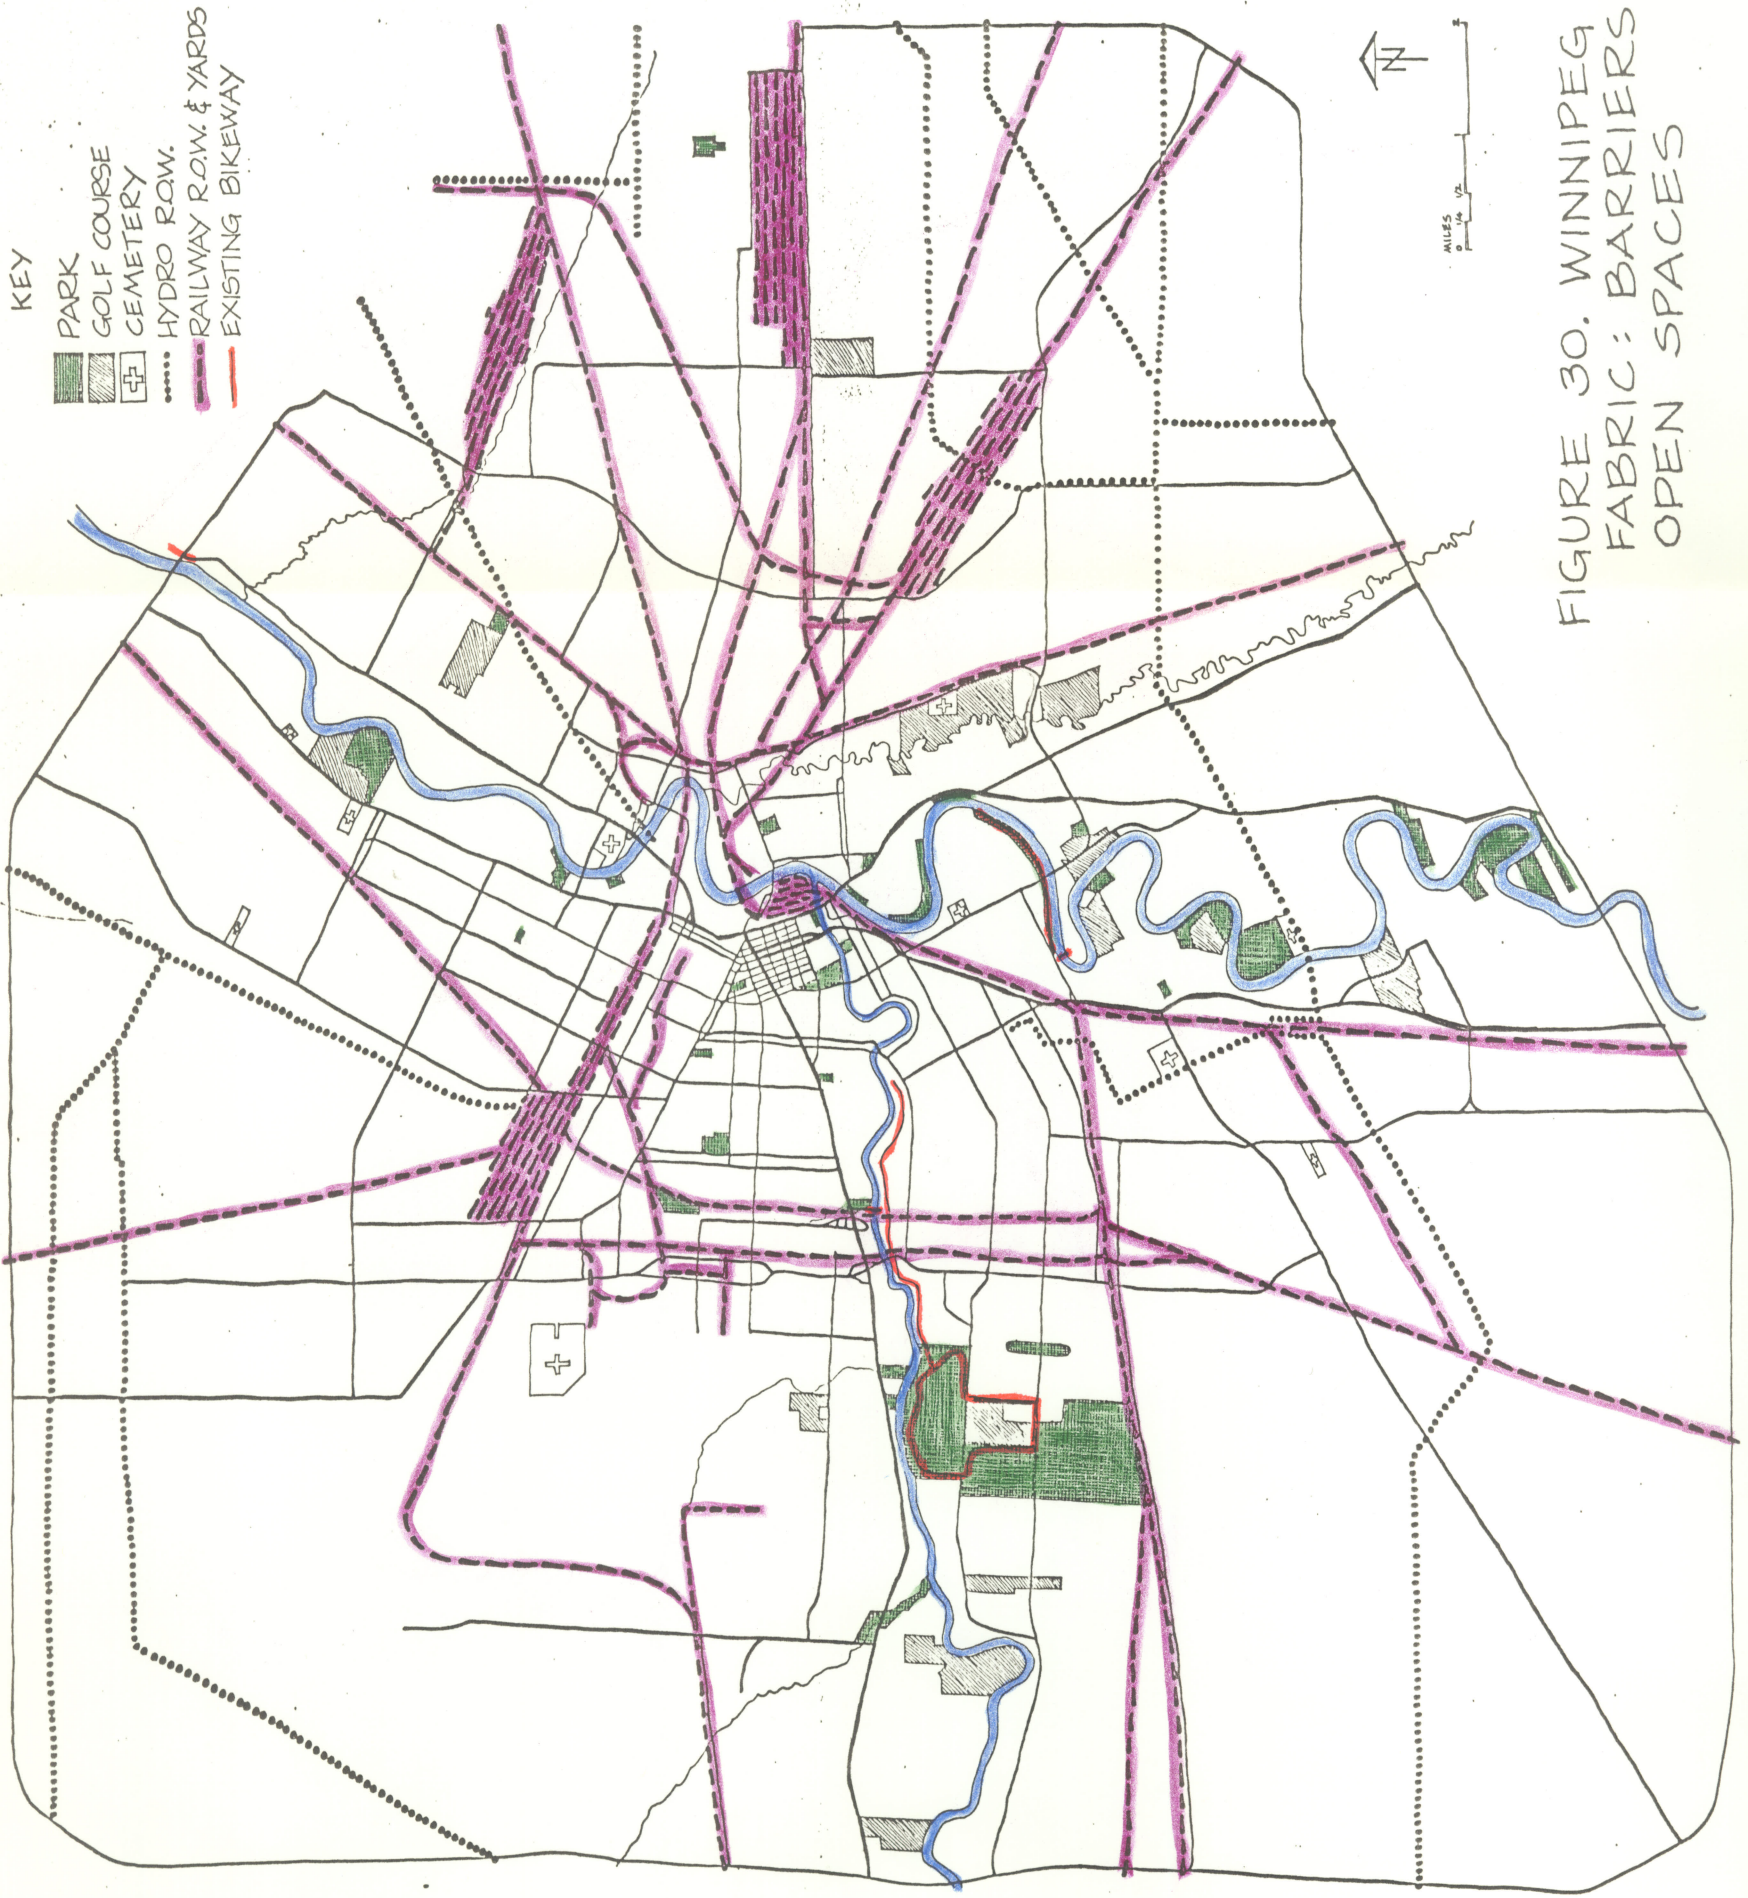 KEY
PARK
GOLF COURSE
CEMETERY
HYDRO R.O.W.
RAILWAY R.O.W. & YARDS
EXISTING BIKEWAY
N
MILES
0 1/4 1/2 1 2
FIGURE 30. WINNIPEG
FABRIC: BARRIERS
OPEN SPACES